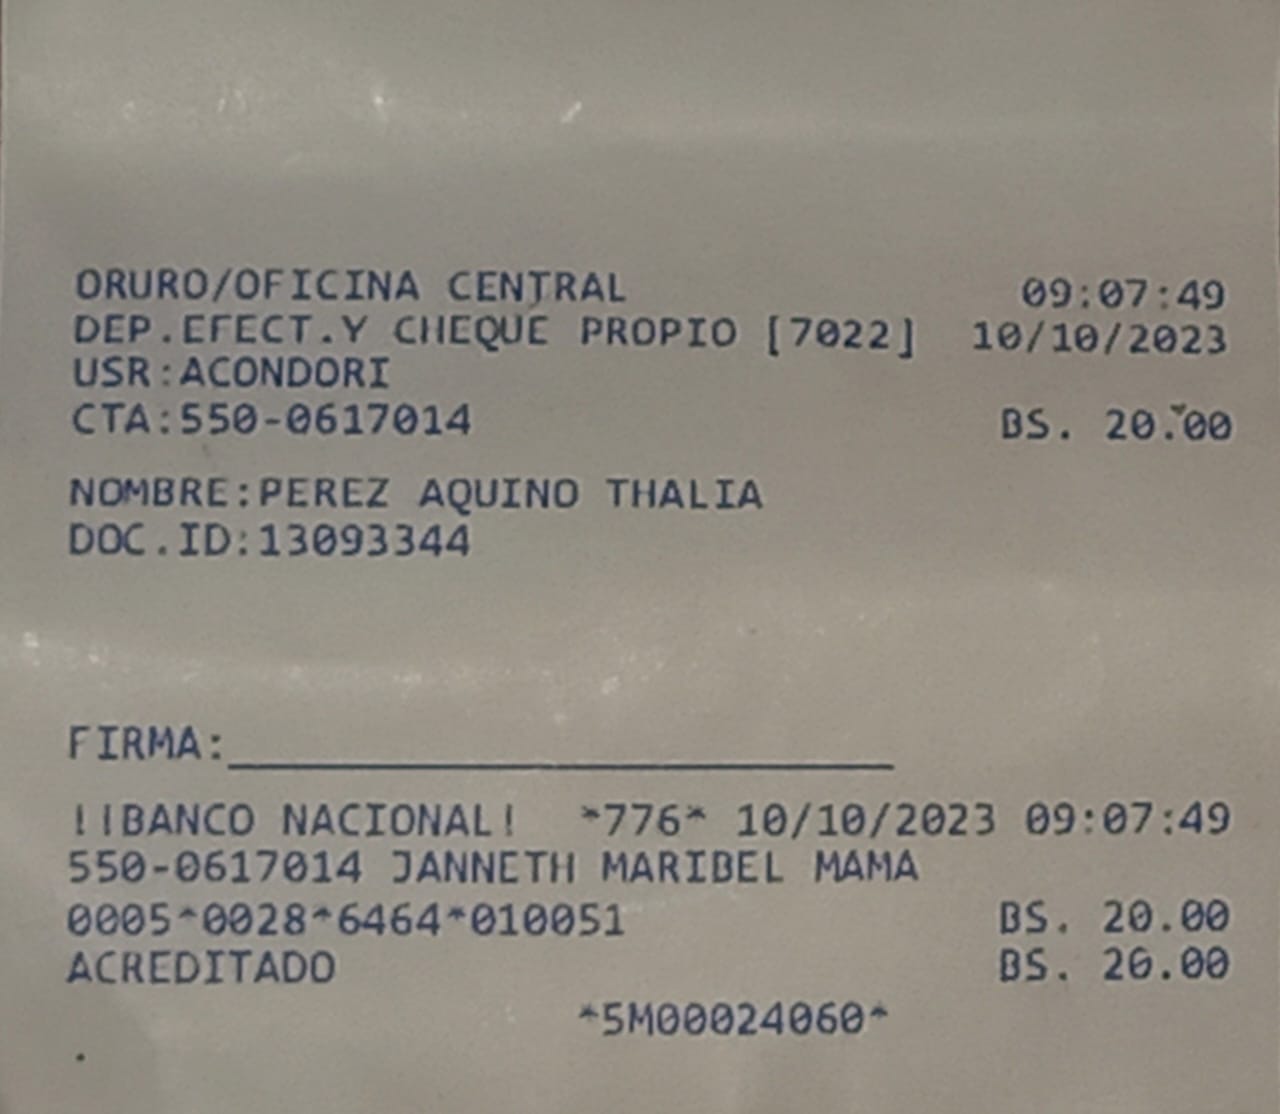 ORURO/OFICINA CENTRAL 09:07:49
DEP.EFECT.Y CHEQUE PROPIO [7022] 10/10/2023
USR:ACONDORI
CTA:550-0617014 BS. 20.00
NOMBRE:PEREZ AQUINO THALIA
DOC.ID:13093344
FIRMA:
!!BANCO NACIONAL! *776* 10/10/2023 09:07:49
550-0617014 JANNETH MARIBEL MAMA
0005*0028*6464*010051 BS. 20.00
ACREDITADO BS. 20.00
*5M00024060*